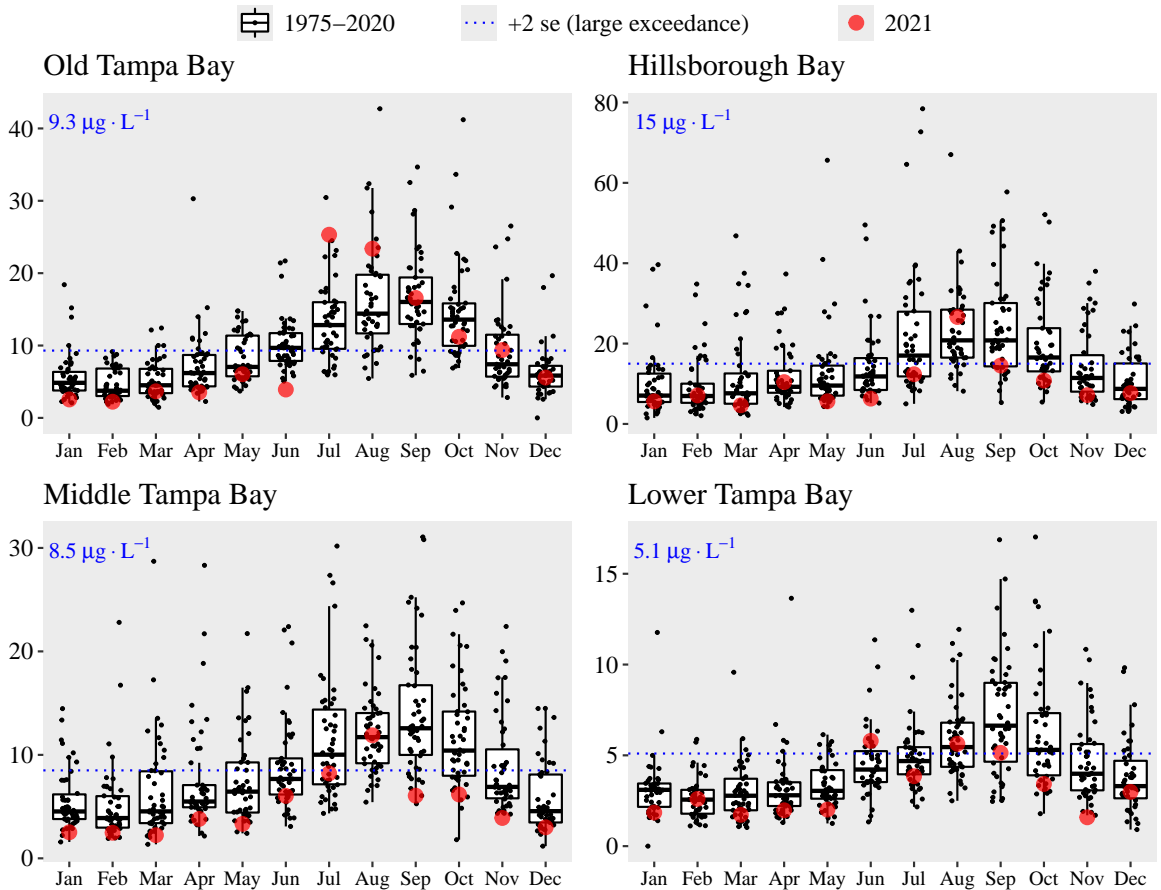 1975–2020 +2 se (large exceedance) 2021
Old Tampa Bay
9.3 μg · L⁻¹
40
30
20
10
0
Jan Feb Mar Apr May Jun Jul Aug Sep Oct Nov Dec
Hillsborough Bay
15 μg · L⁻¹
80
60
40
20
0
Jan Feb Mar Apr May Jun Jul Aug Sep Oct Nov Dec
Middle Tampa Bay
8.5 μg · L⁻¹
30
20
10
0
Jan Feb Mar Apr May Jun Jul Aug Sep Oct Nov Dec
Lower Tampa Bay
5.1 μg · L⁻¹
15
10
5
0
Jan Feb Mar Apr May Jun Jul Aug Sep Oct Nov Dec